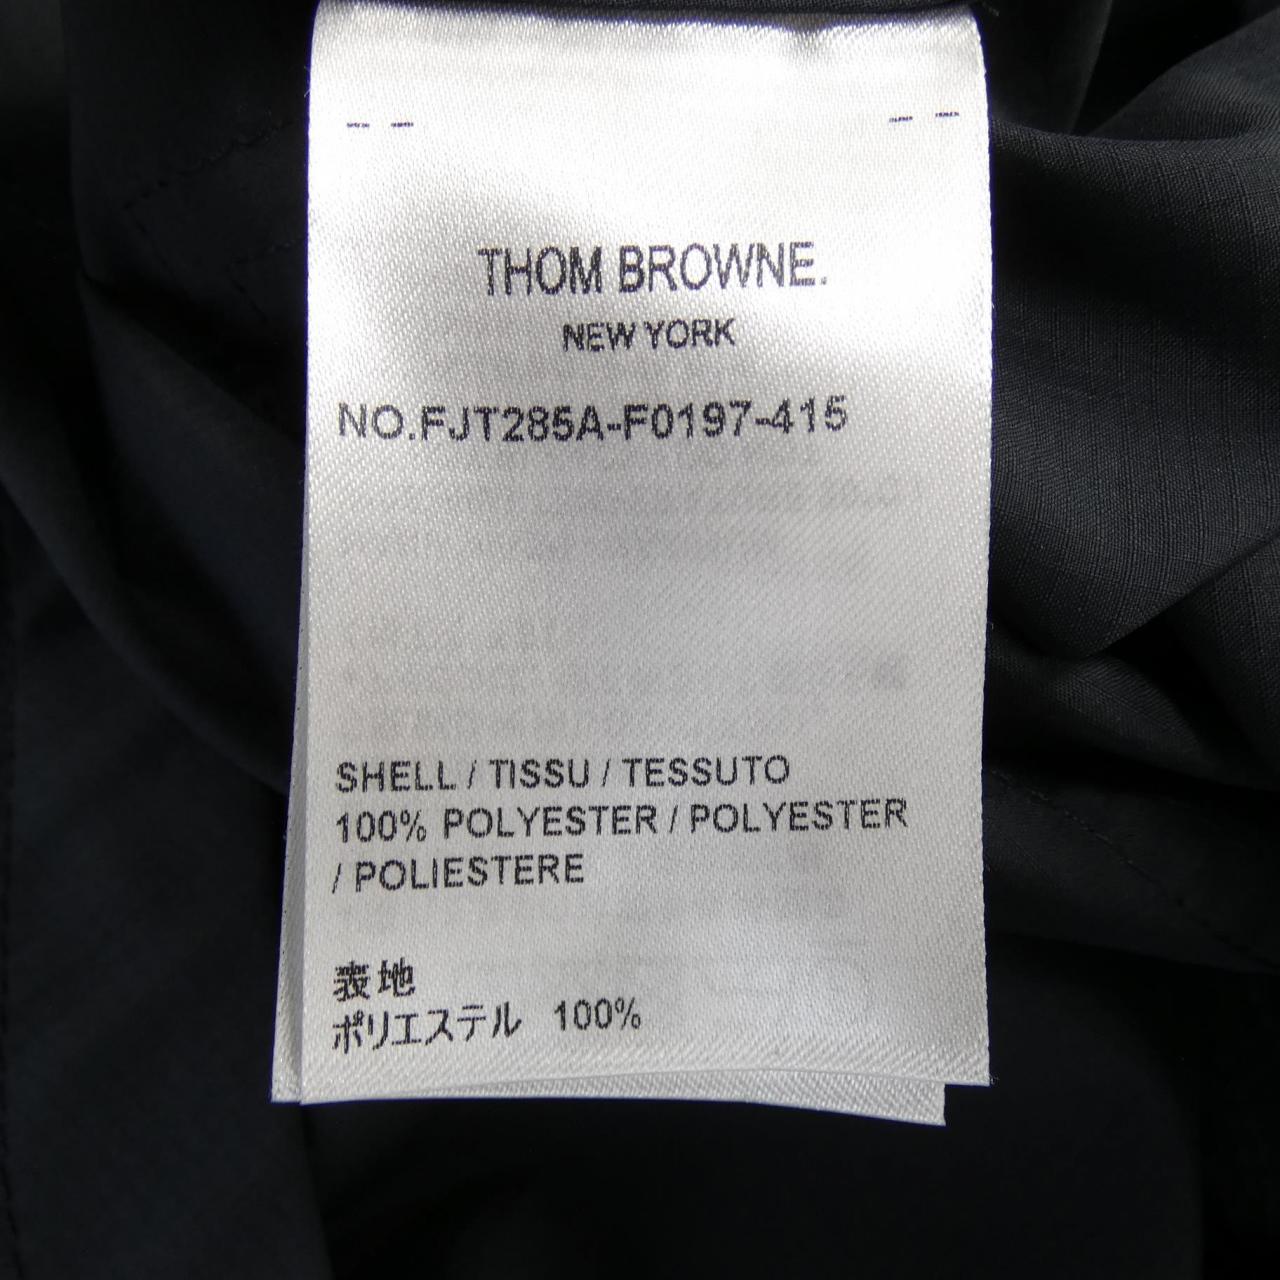 THOM BROWNE.
NEW YORK
NO.FJT285A-F0197-415
SHELL / TISSU / TESSUTO
100% POLYESTER / POLYESTER
/ POLIESTERE
表地
ポリエステル 100%